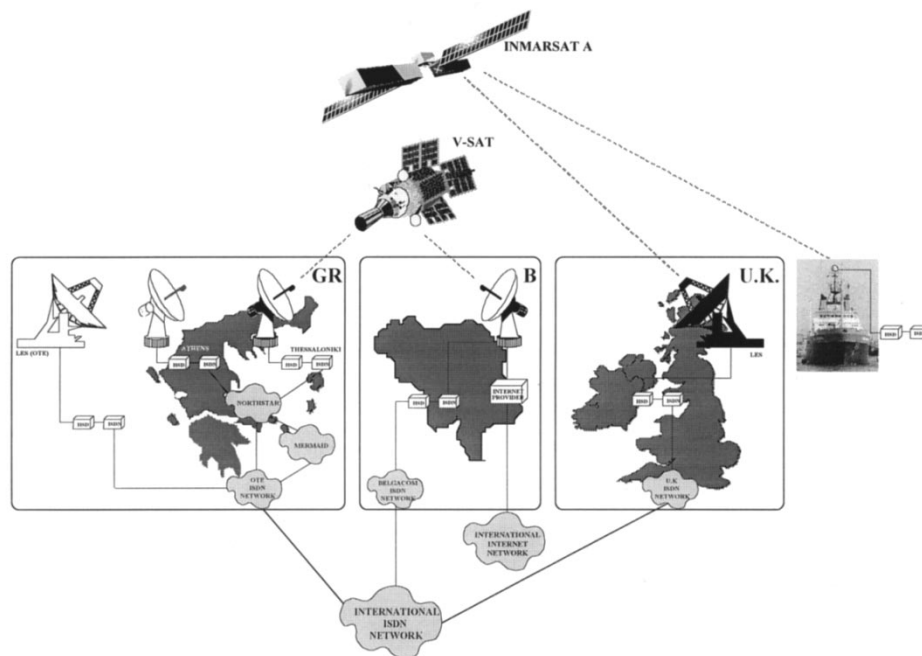 INMARSAT A
V-SAT
GR
B
U.K.
LES (OTE)
ATHENS
THESSALONIKI
LES
NORTHSTAR
INTERNET
PROVIDER
MERMAID
OTE
ISDN
NETWORK
BELGACOM
ISDN
NETWORK
U.K
ISDN
NETWORK
INTERNATIONAL
INTERNET
NETWORK
INTERNATIONAL
ISDN
NETWORK